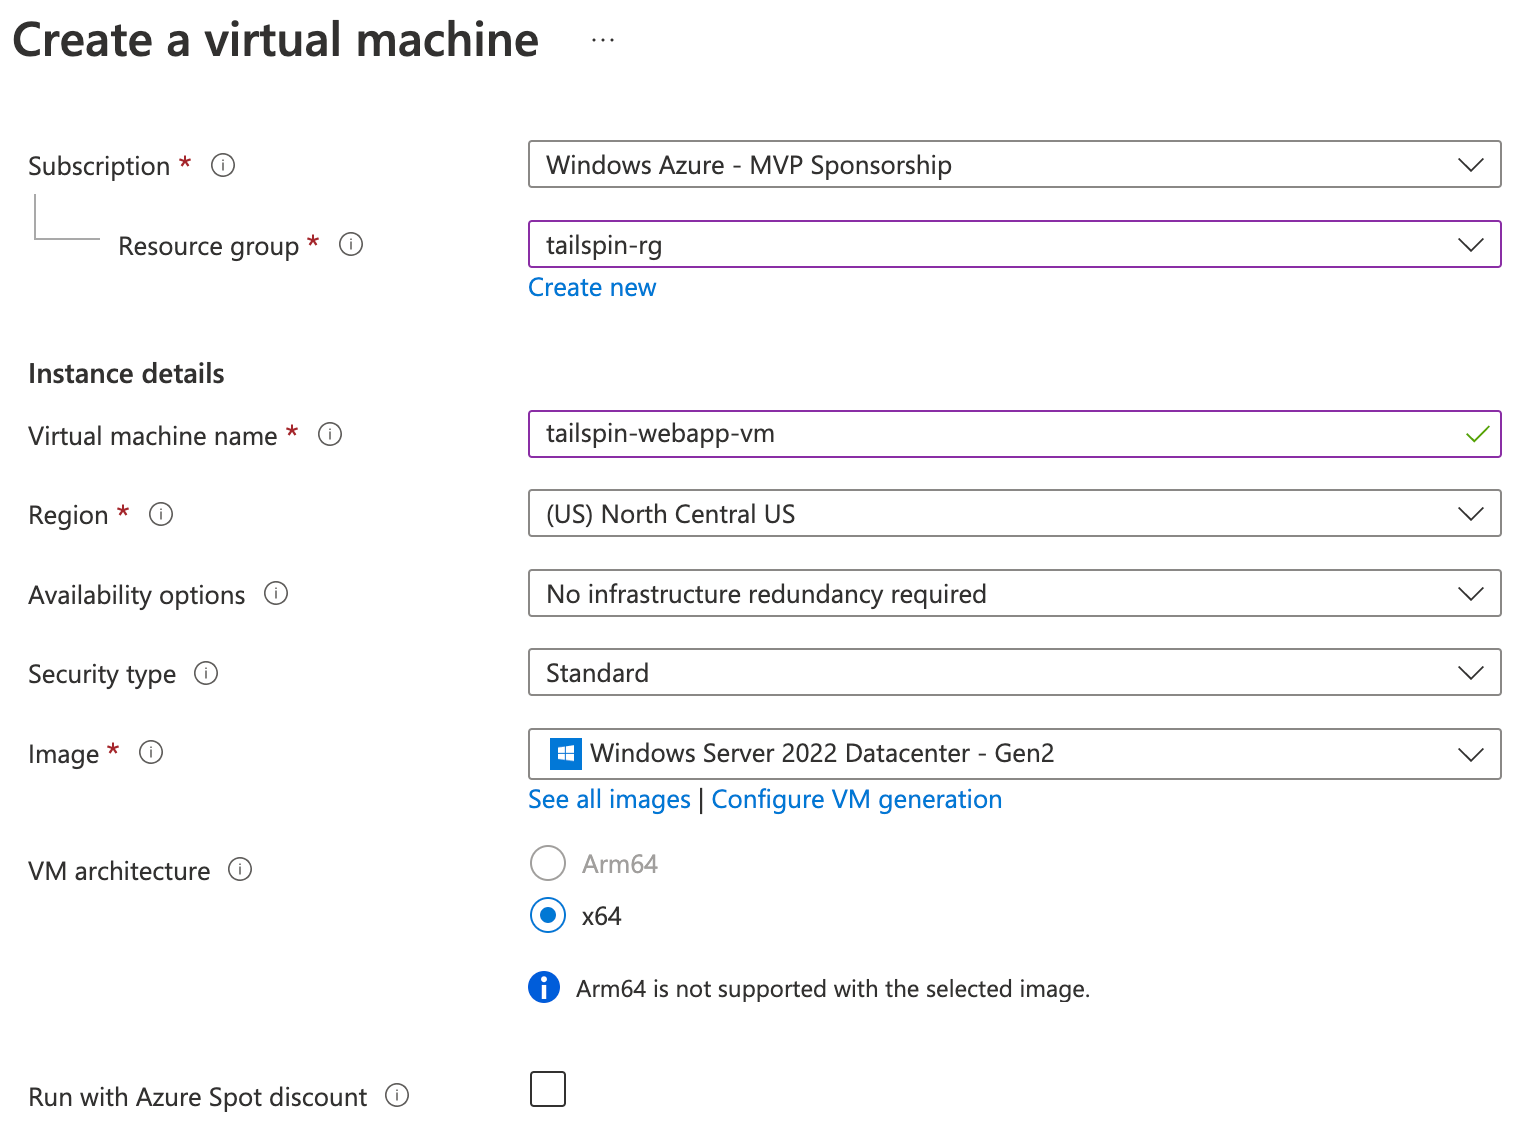 Create a virtual machine ...
Subscription * Windows Azure - MVP Sponsorship
Resource group * tailspin-rg
Create new
Instance details
Virtual machine name * tailspin-webapp-vm
Region * (US) North Central US
Availability options No infrastructure redundancy required
Security type Standard
Image * Windows Server 2022 Datacenter - Gen2
See all images | Configure VM generation
VM architecture Arm64
x64
Arm64 is not supported with the selected image.
Run with Azure Spot discount